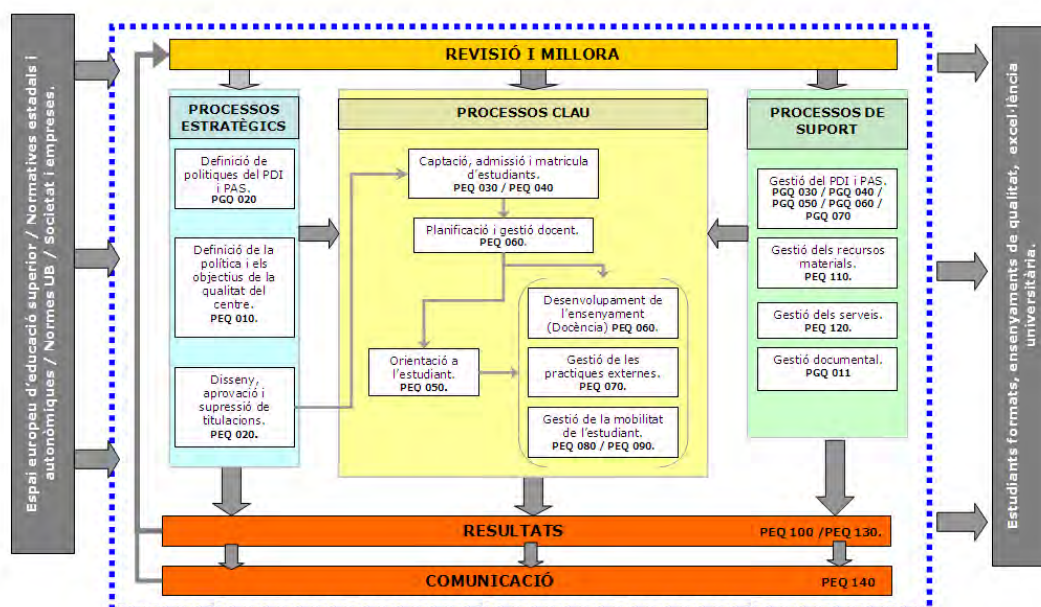 Espai europeu d'educació superior / Normatives estadals i
autonòmiques / Normes UB / Societat i empreses.
REVISIÓ I MILLORA
PROCESSOS
ESTRATÈGICS
Definició de
politiques del PDI
i PAS.
PGQ 020
Definició de la
política i els
objectius de la
qualitat del
centre.
PEQ 010.
Disseny,
aprovació i
supressió de
titulacions.
PEQ 020.
PROCESSOS CLAU
Captació, admissió i matricula
d'estudiants.
PEQ 030 / PEQ 040
Planificació i gestió docent.
PEQ 060.
Desenvolupament de
l'ensenyament
(Docència) PEQ 060.
Orientació a
l'estudiant.
PEQ 050.
Gestió de les
practiques externes.
PEQ 070.
Gestió de la mobilitat
de l'estudiant.
PEQ 080 / PEQ 090.
PROCESSOS DE
SUPORT
Gestió del PDI i PAS.
PGQ 030 / PGQ 040 /
PGQ 050 / PGQ 060 /
PGQ 070
Gestió dels recursos
materials.
PEQ 110.
Gestió dels serveis.
PEQ 120.
Gestió documental.
PGQ 011
RESULTATS
PEQ 100 /PEQ 130.
COMUNICACIÓ
PEQ 140
Estudiants formats, ensenyaments de qualitat, excel·lència
universitària.